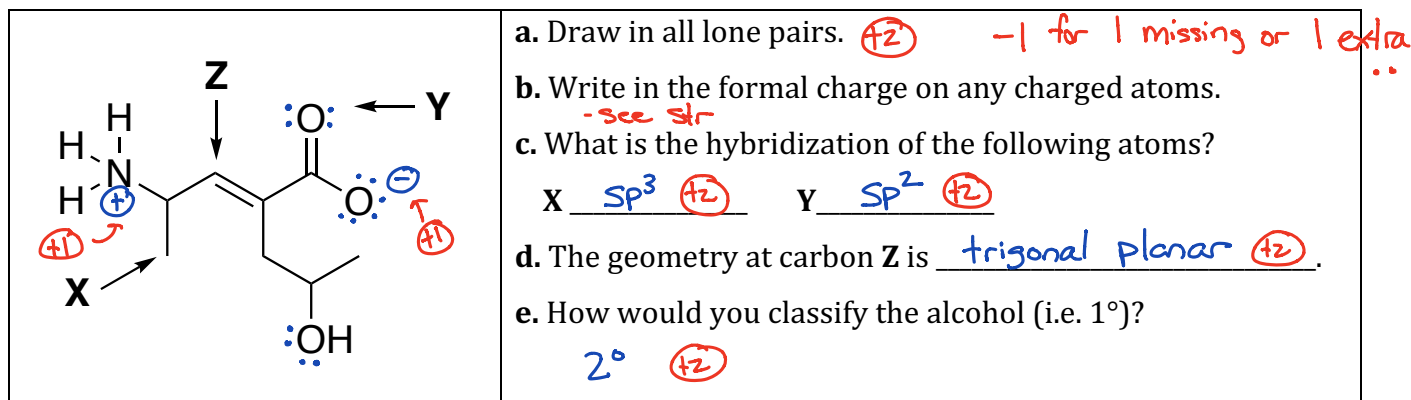 a. Draw in all lone pairs. +2 -1 for 1 missing or 1 extra
b. Write in the formal charge on any charged atoms.
- see str
c. What is the hybridization of the following atoms?
X sp³ +2 Y sp² +2
d. The geometry at carbon Z is trigonal planar +2.
e. How would you classify the alcohol (i.e. 1°)?
2° +2
Z
:O: Y
H
H N
H + O −
+1 +1
X
:OH